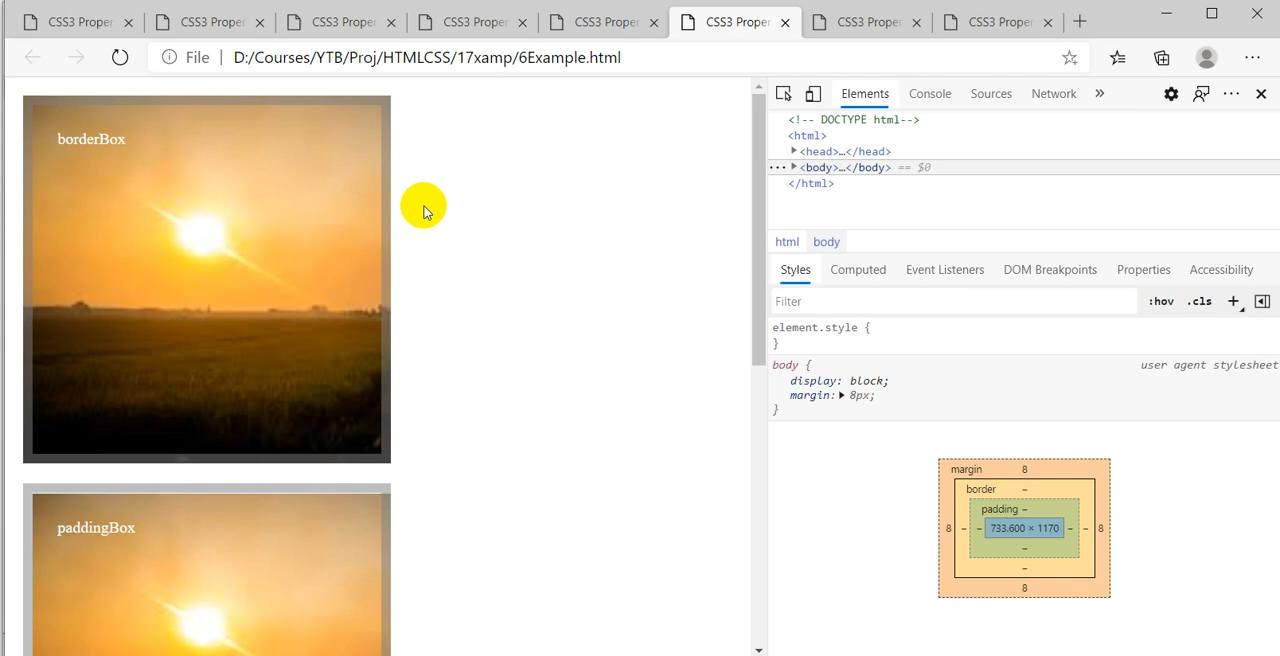 CSS3 Proper CSS3 Proper CSS3 Proper CSS3 Proper CSS3 Proper CSS3 Proper CSS3 Proper CSS3 Proper
File D:/Courses/YTB/Proj/HTMLCSS/17xamp/6Example.html
Elements Console Sources Network
<!-- DOCTYPE html-->
<html>
<head>…</head>
<body>…</body> == $0
</html>
html body
Styles Computed Event Listeners DOM Breakpoints Properties Accessibility
Filter :hov .cls +
element.style {
}
body { user agent stylesheet
display: block;
margin: 8px;
}
margin 8
border –
padding –
8 – – 733.600 × 1170 – – 8
–
–
8
borderBox
paddingBox